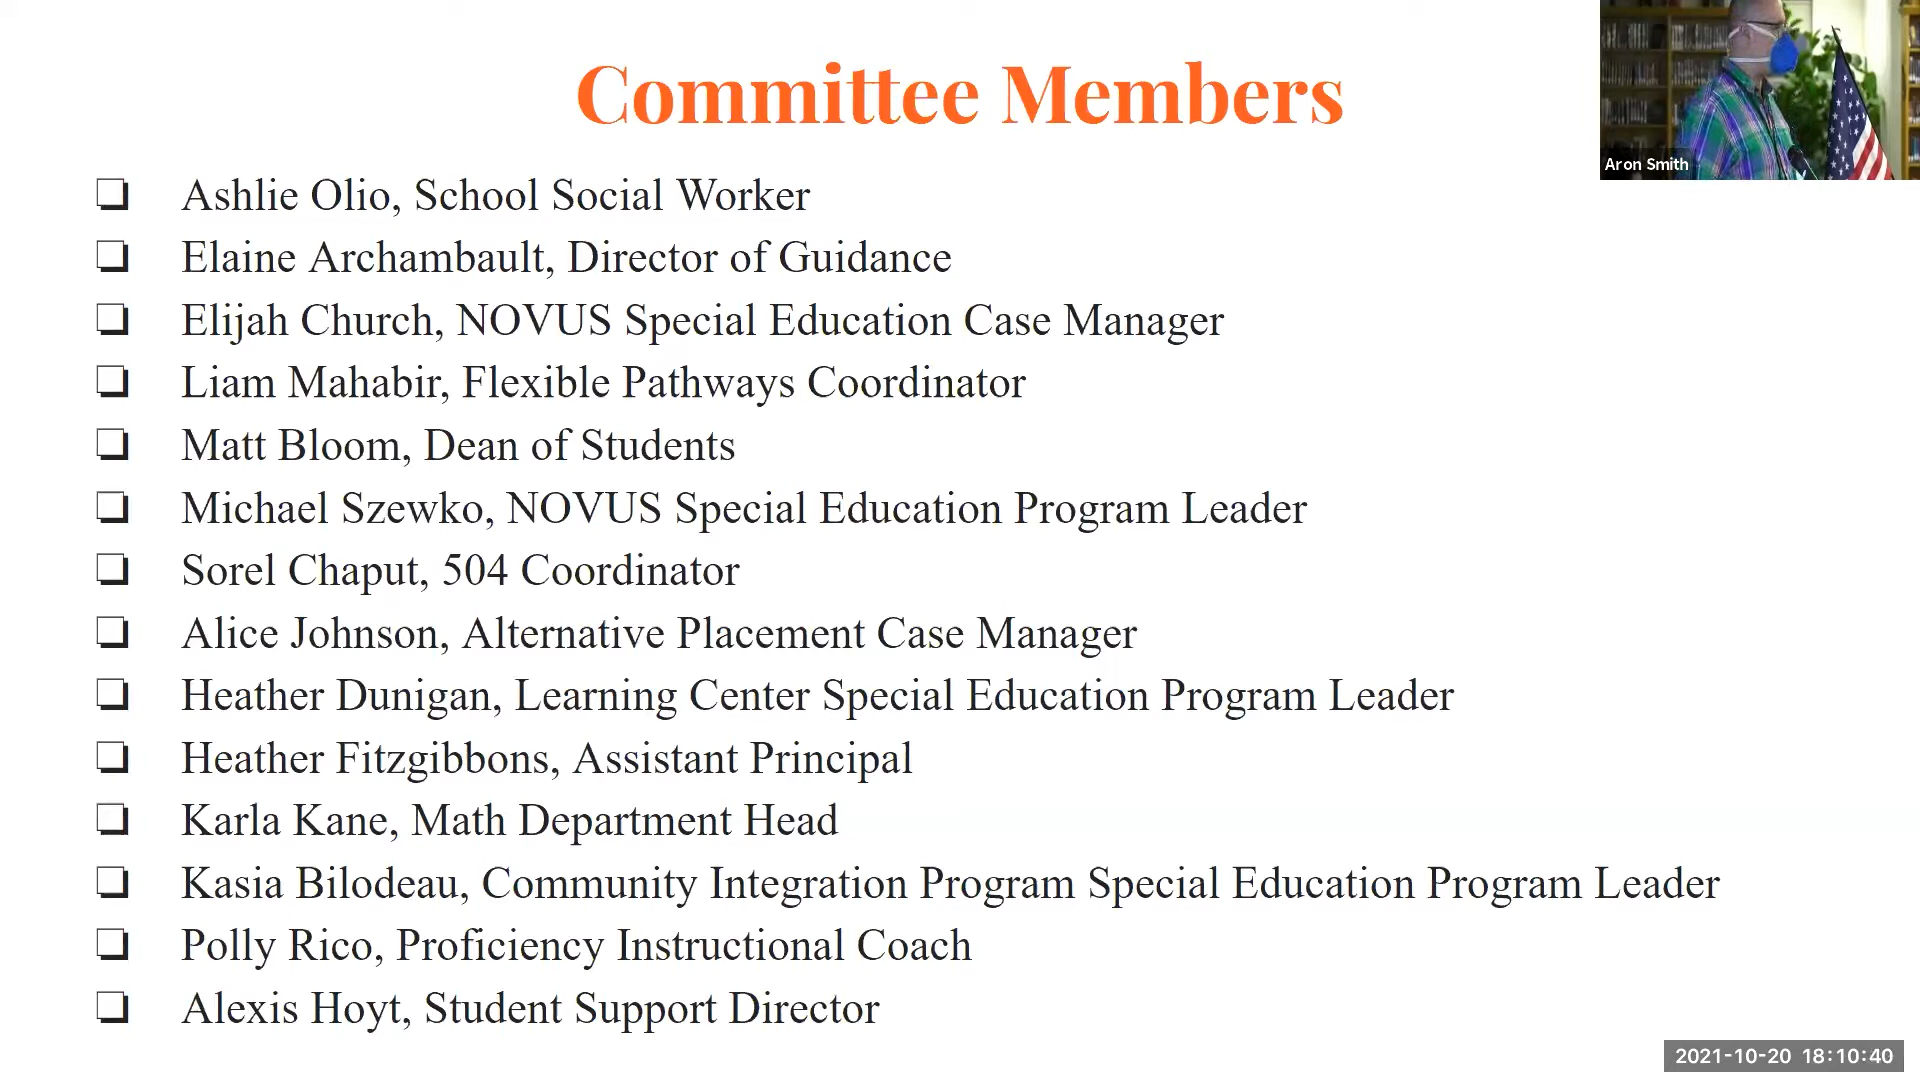 Committee Members
Aron Smith
Ashlie Olio, School Social Worker
Elaine Archambault, Director of Guidance
Elijah Church, NOVUS Special Education Case Manager
Liam Mahabir, Flexible Pathways Coordinator
Matt Bloom, Dean of Students
Michael Szewko, NOVUS Special Education Program Leader
Sorel Chaput, 504 Coordinator
Alice Johnson, Alternative Placement Case Manager
Heather Dunigan, Learning Center Special Education Program Leader
Heather Fitzgibbons, Assistant Principal
Karla Kane, Math Department Head
Kasia Bilodeau, Community Integration Program Special Education Program Leader
Polly Rico, Proficiency Instructional Coach
Alexis Hoyt, Student Support Director
2021-10-20 18:10:40